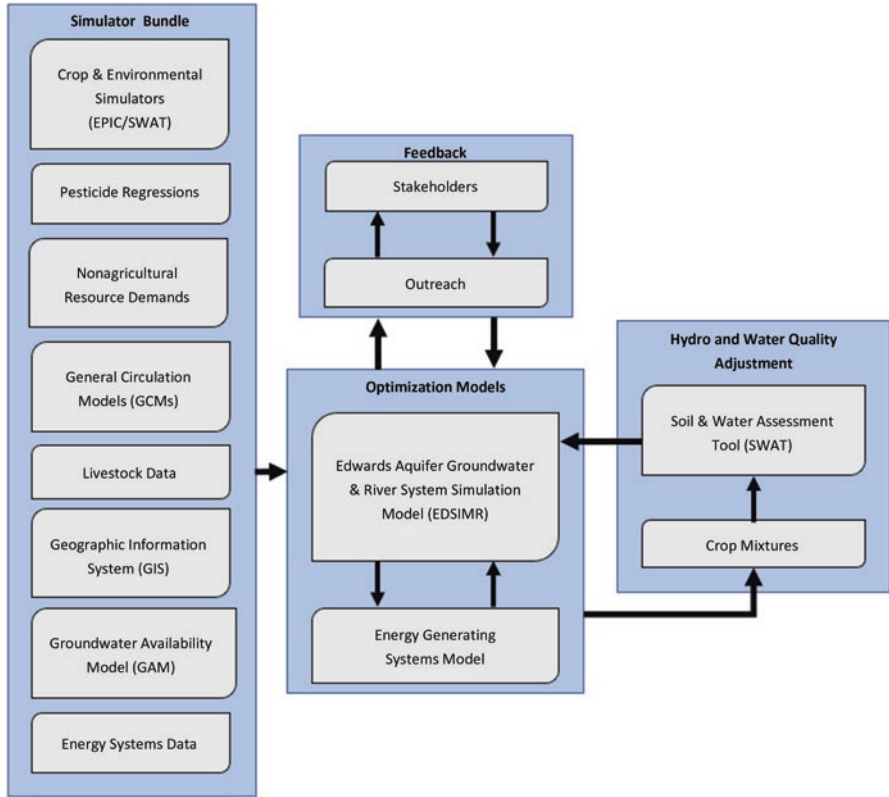 Simulator Bundle
Crop & Environmental
Simulators
(EPIC/SWAT)
Pesticide Regressions
Nonagricultural
Resource Demands
General Circulation
Models (GCMs)
Livestock Data
Geographic Information
System (GIS)
Groundwater Availability
Model (GAM)
Energy Systems Data
Feedback
Stakeholders
Outreach
Optimization Models
Edwards Aquifer Groundwater
& River System Simulation
Model (EDSIMR)
Energy Generating
Systems Model
Hydro and Water Quality
Adjustment
Soil & Water Assessment
Tool (SWAT)
Crop Mixtures